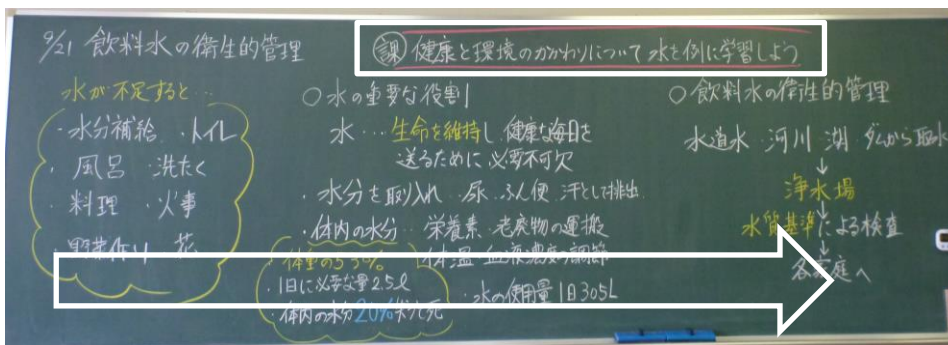 9/21 飲料水の衛生的管理
課 健康と環境のかかわりについて 水を例に学習しよう
水が不足すると…
・水分補給 ・トイレ
・風呂 ・洗たく
・料理 ・火事
・野菜作り ・花
○水の重要な役割
水…生命を維持し、健康な毎日を
送るために必要不可欠
・水分を取り入れ 尿 ふん便 汗として排出
・体内の水分 栄養素 老廃物の運搬
体温 血液濃度の調節
・体重の
・1日に必要な量2.5ℓ
・体内の水分20%
・水の使用量1日305L
○飲料水の衛生的管理
水道水・河川 湖 ダムから取水
↓
浄水場
↓
水質基準による検査
↓
各家庭へ